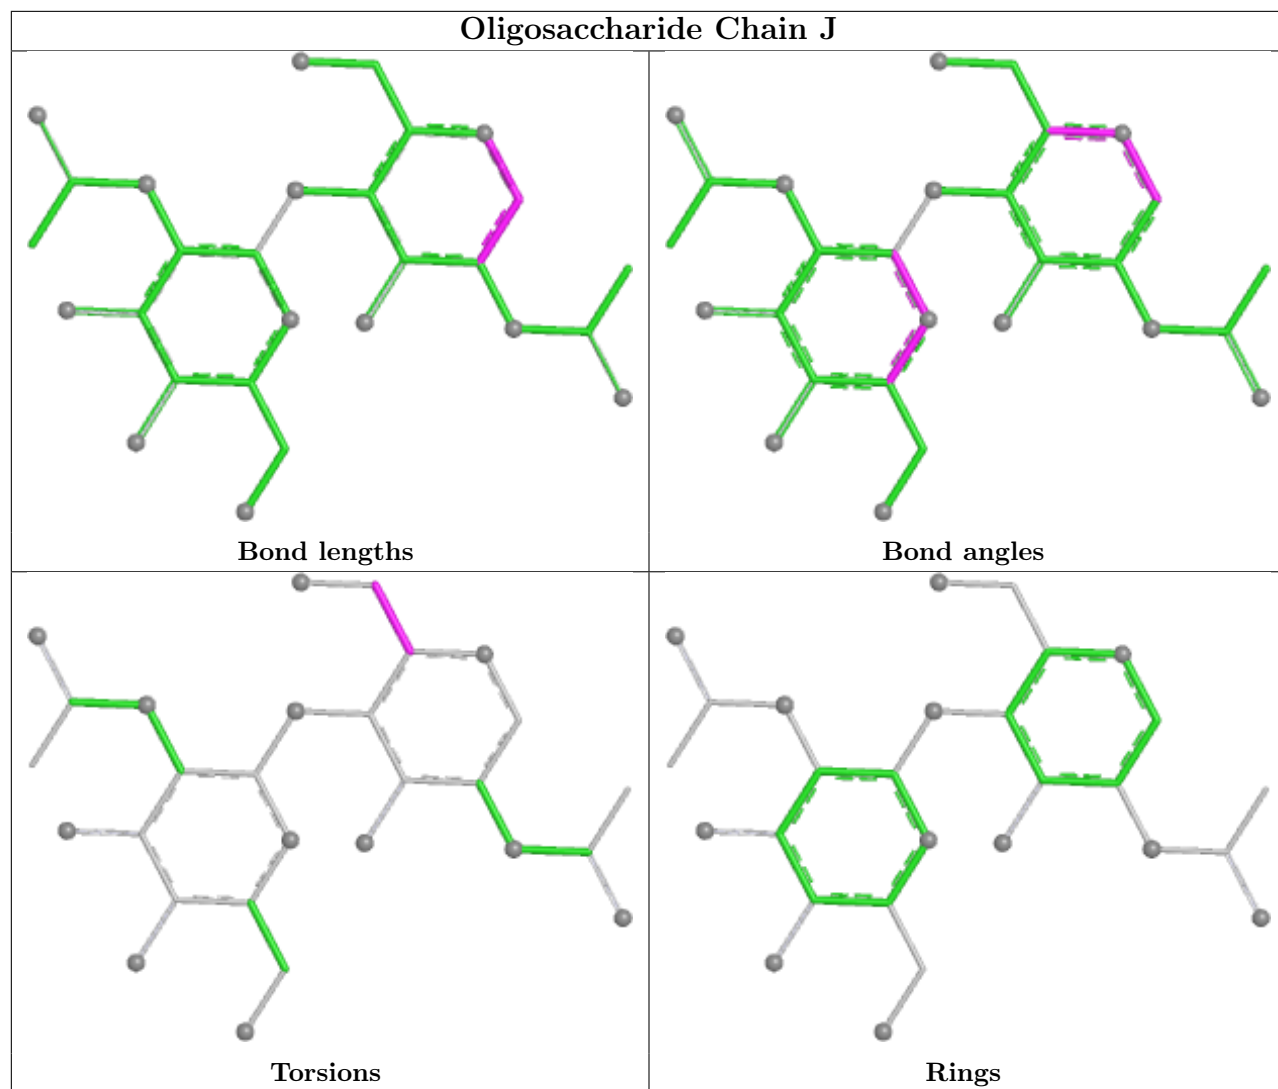 Oligosaccharide Chain J
Bond lengths
Bond angles
Torsions
Rings